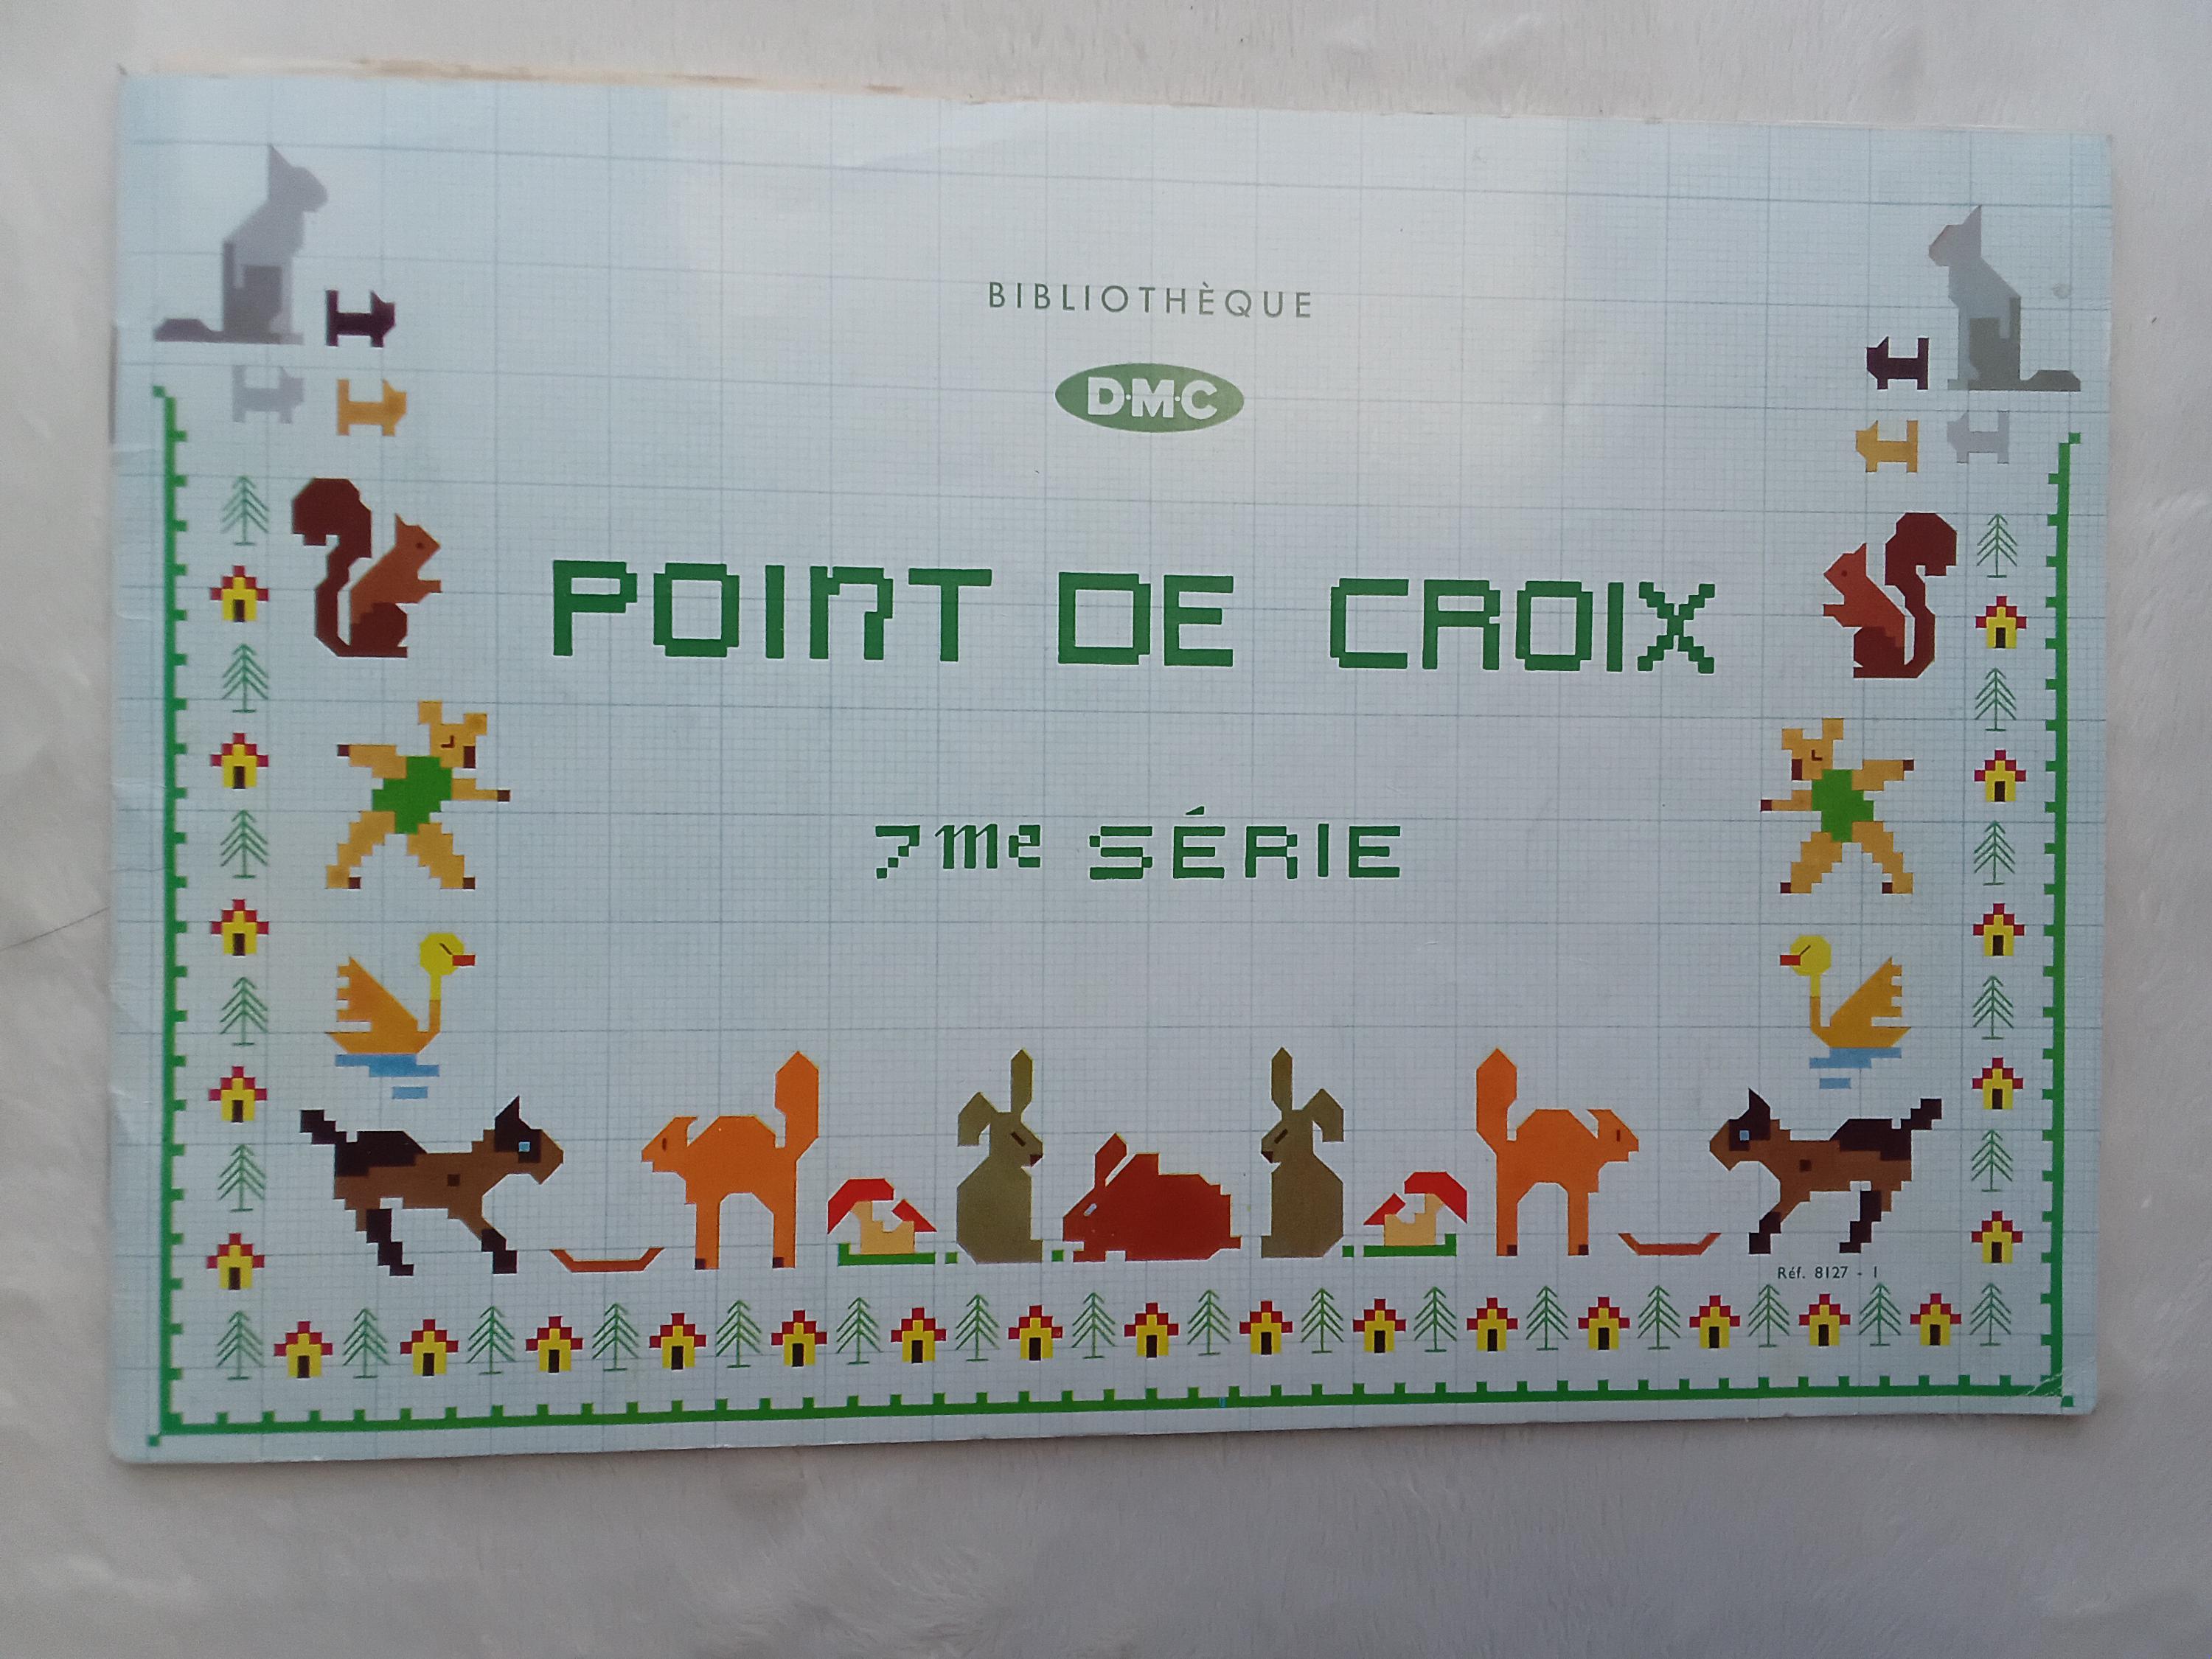 BIBLIOTHÈQUE
D·M·C
POINT DE CROIX
7me SÉRIE
Réf. 8127 - 1